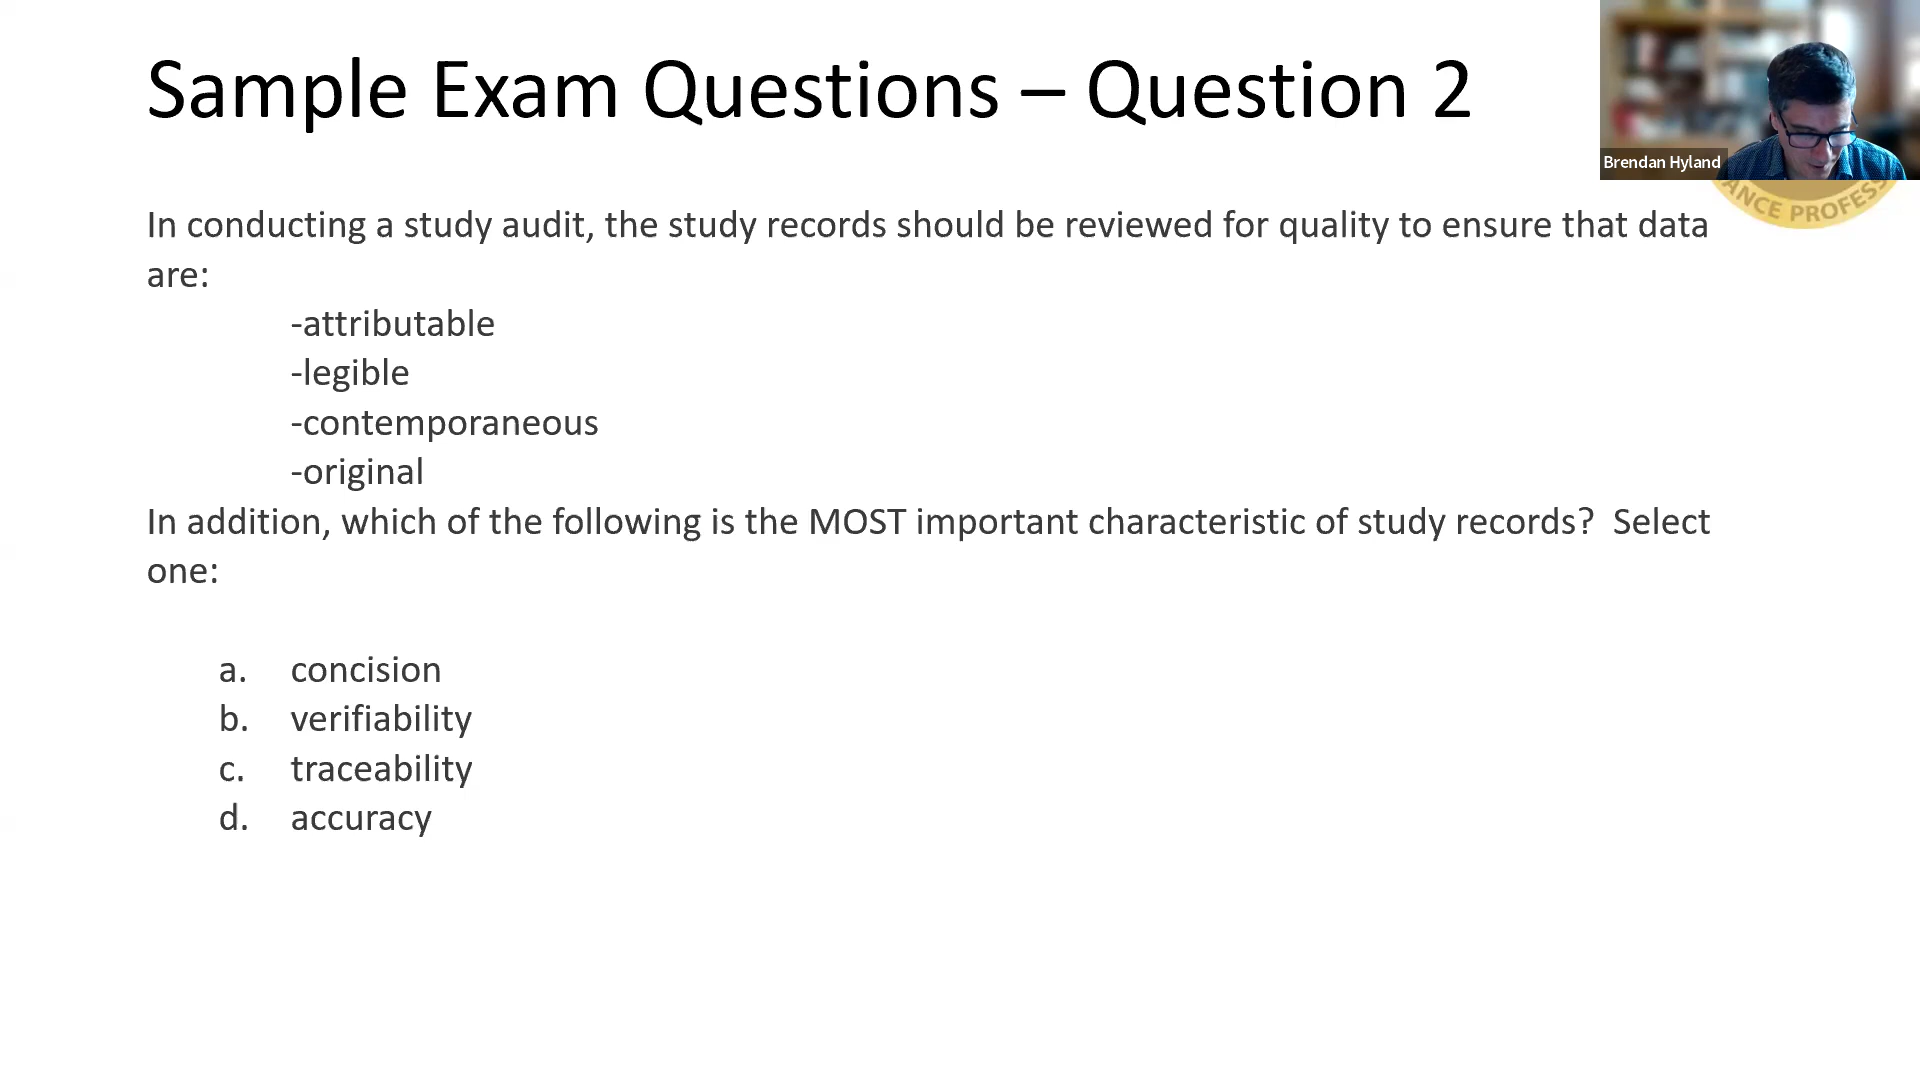 Sample Exam Questions – Question 2
Brendan Hyland
ANCE PROFESS
In conducting a study audit, the study records should be reviewed for quality to ensure that data
are:
-attributable
-legible
-contemporaneous
-original
In addition, which of the following is the MOST important characteristic of study records?  Select
one:
a. concision
b. verifiability
c. traceability
d. accuracy